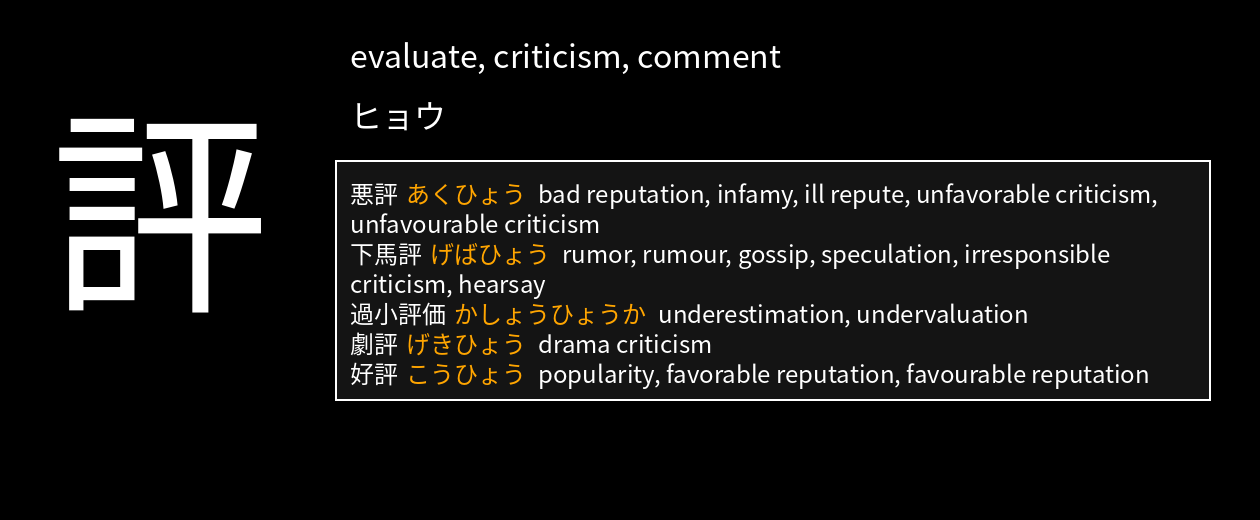 評
evaluate, criticism, comment
ヒョウ
悪評 あくひょう bad reputation, infamy, ill repute, unfavorable criticism,
unfavourable criticism
下馬評 げばひょう rumor, rumour, gossip, speculation, irresponsible
criticism, hearsay
過小評価 かしょうひょうか underestimation, undervaluation
劇評 げきひょう drama criticism
好評 こうひょう popularity, favorable reputation, favourable reputation